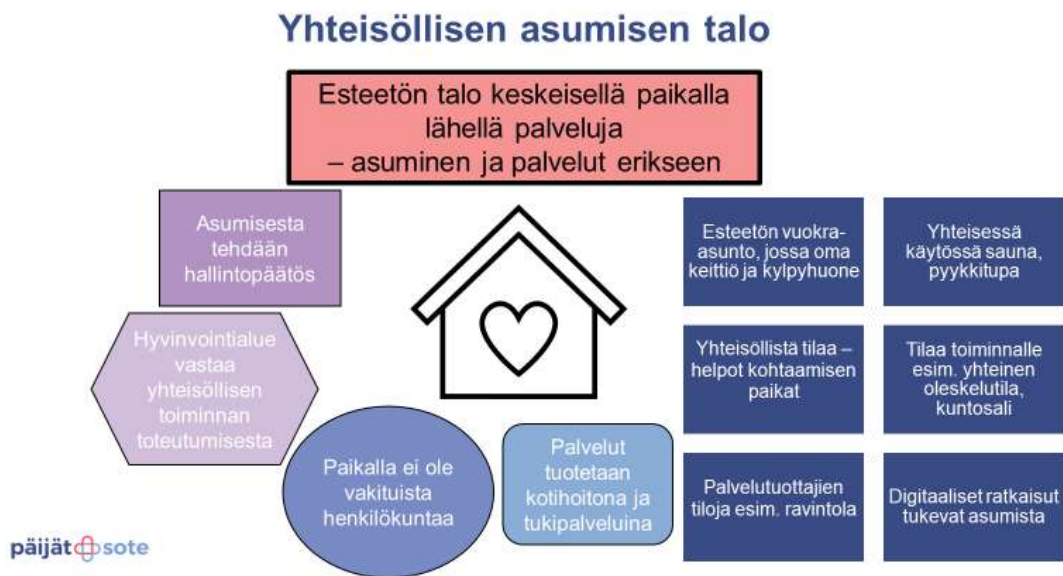 Yhteisöllisen asumisen talo
Esteetön talo keskeisellä paikalla
lähellä palveluja
– asuminen ja palvelut erikseen
Asumisesta
tehdään
hallintopäätös
Hyvinvointialue
vastaa
yhteisöllisen
toiminnan
toteutumisesta
Paikalla ei ole
vakituista
henkilökuntaa
Palvelut
tuotetaan
kotihoitona ja
tukipalveluina
Esteetön vuokra-
asunto, jossa oma
keittiö ja kylpyhuone
Yhteisessä
käytössä sauna,
pyykkitupa
Yhteisöllistä tilaa –
helpot kohtaamisen
paikat
Tilaa toiminnalle
esim. yhteinen
oleskelutila,
kuntosali
Palvelutuottajien
tiloja esim. ravintola
Digitaaliset ratkaisut
tukevat asumista
päijät sote